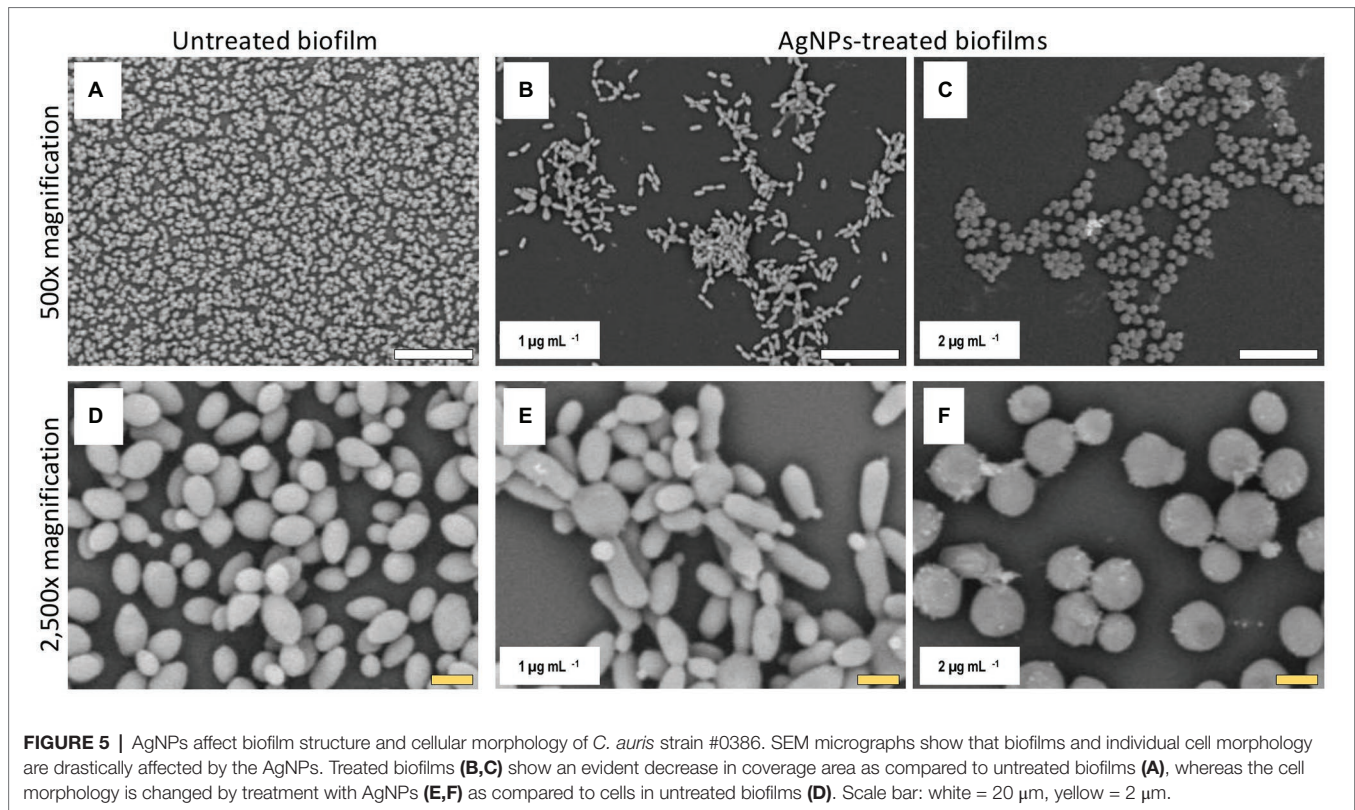 Untreated biofilm
AgNPs-treated biofilms
500x magnification
A
B
C
1 µg mL -1
2 µg mL -1
2,500x magnification
D
E
F
1 µg mL -1
2 µg mL -1
FIGURE 5 | AgNPs affect biofilm structure and cellular morphology of C. auris strain #0386. SEM micrographs show that biofilms and individual cell morphology
are drastically affected by the AgNPs. Treated biofilms (B,C) show an evident decrease in coverage area as compared to untreated biofilms (A), whereas the cell
morphology is changed by treatment with AgNPs (E,F) as compared to cells in untreated biofilms (D). Scale bar: white = 20 μm, yellow = 2 μm.